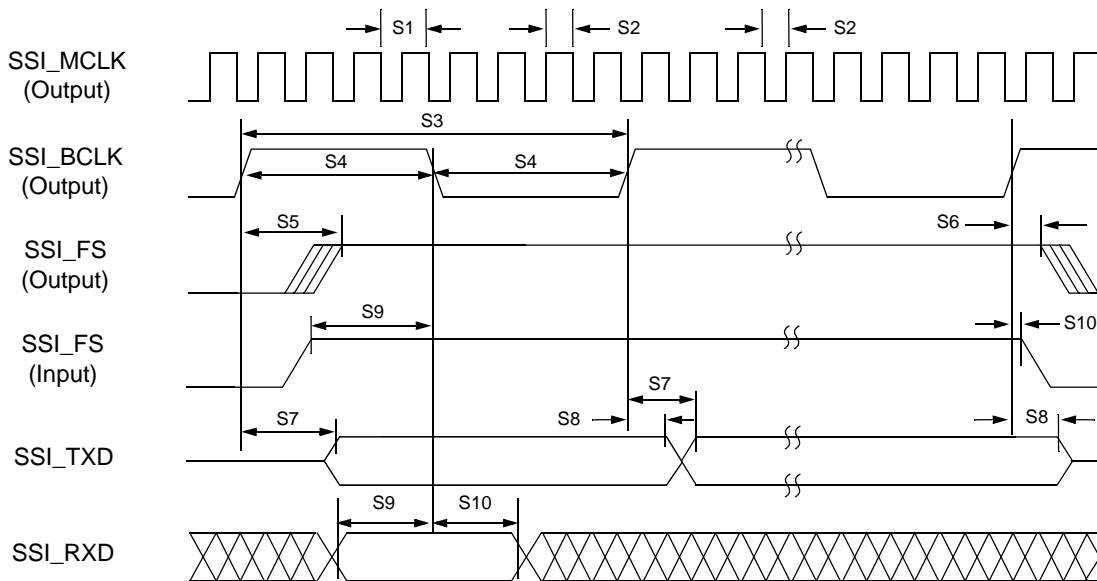 S1
S2
S2
SSI_MCLK
(Output)
S3
SSI_BCLK
(Output)
S4
S4
S5
S6
SSI_FS
(Output)
S9
S10
SSI_FS
(Input)
S7
S8
S8
S7
SSI_TXD
S9
S10
SSI_RXD